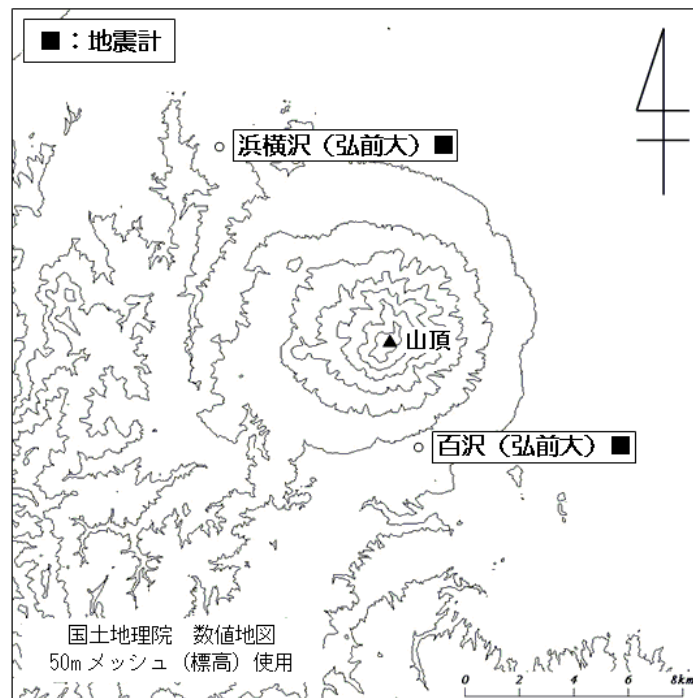 ■：地震計
浜横沢（弘前大）■
山頂
百沢（弘前大）■
国土地理院 数値地図
50mメッシュ（標高）使用
0 2 4 6 8km